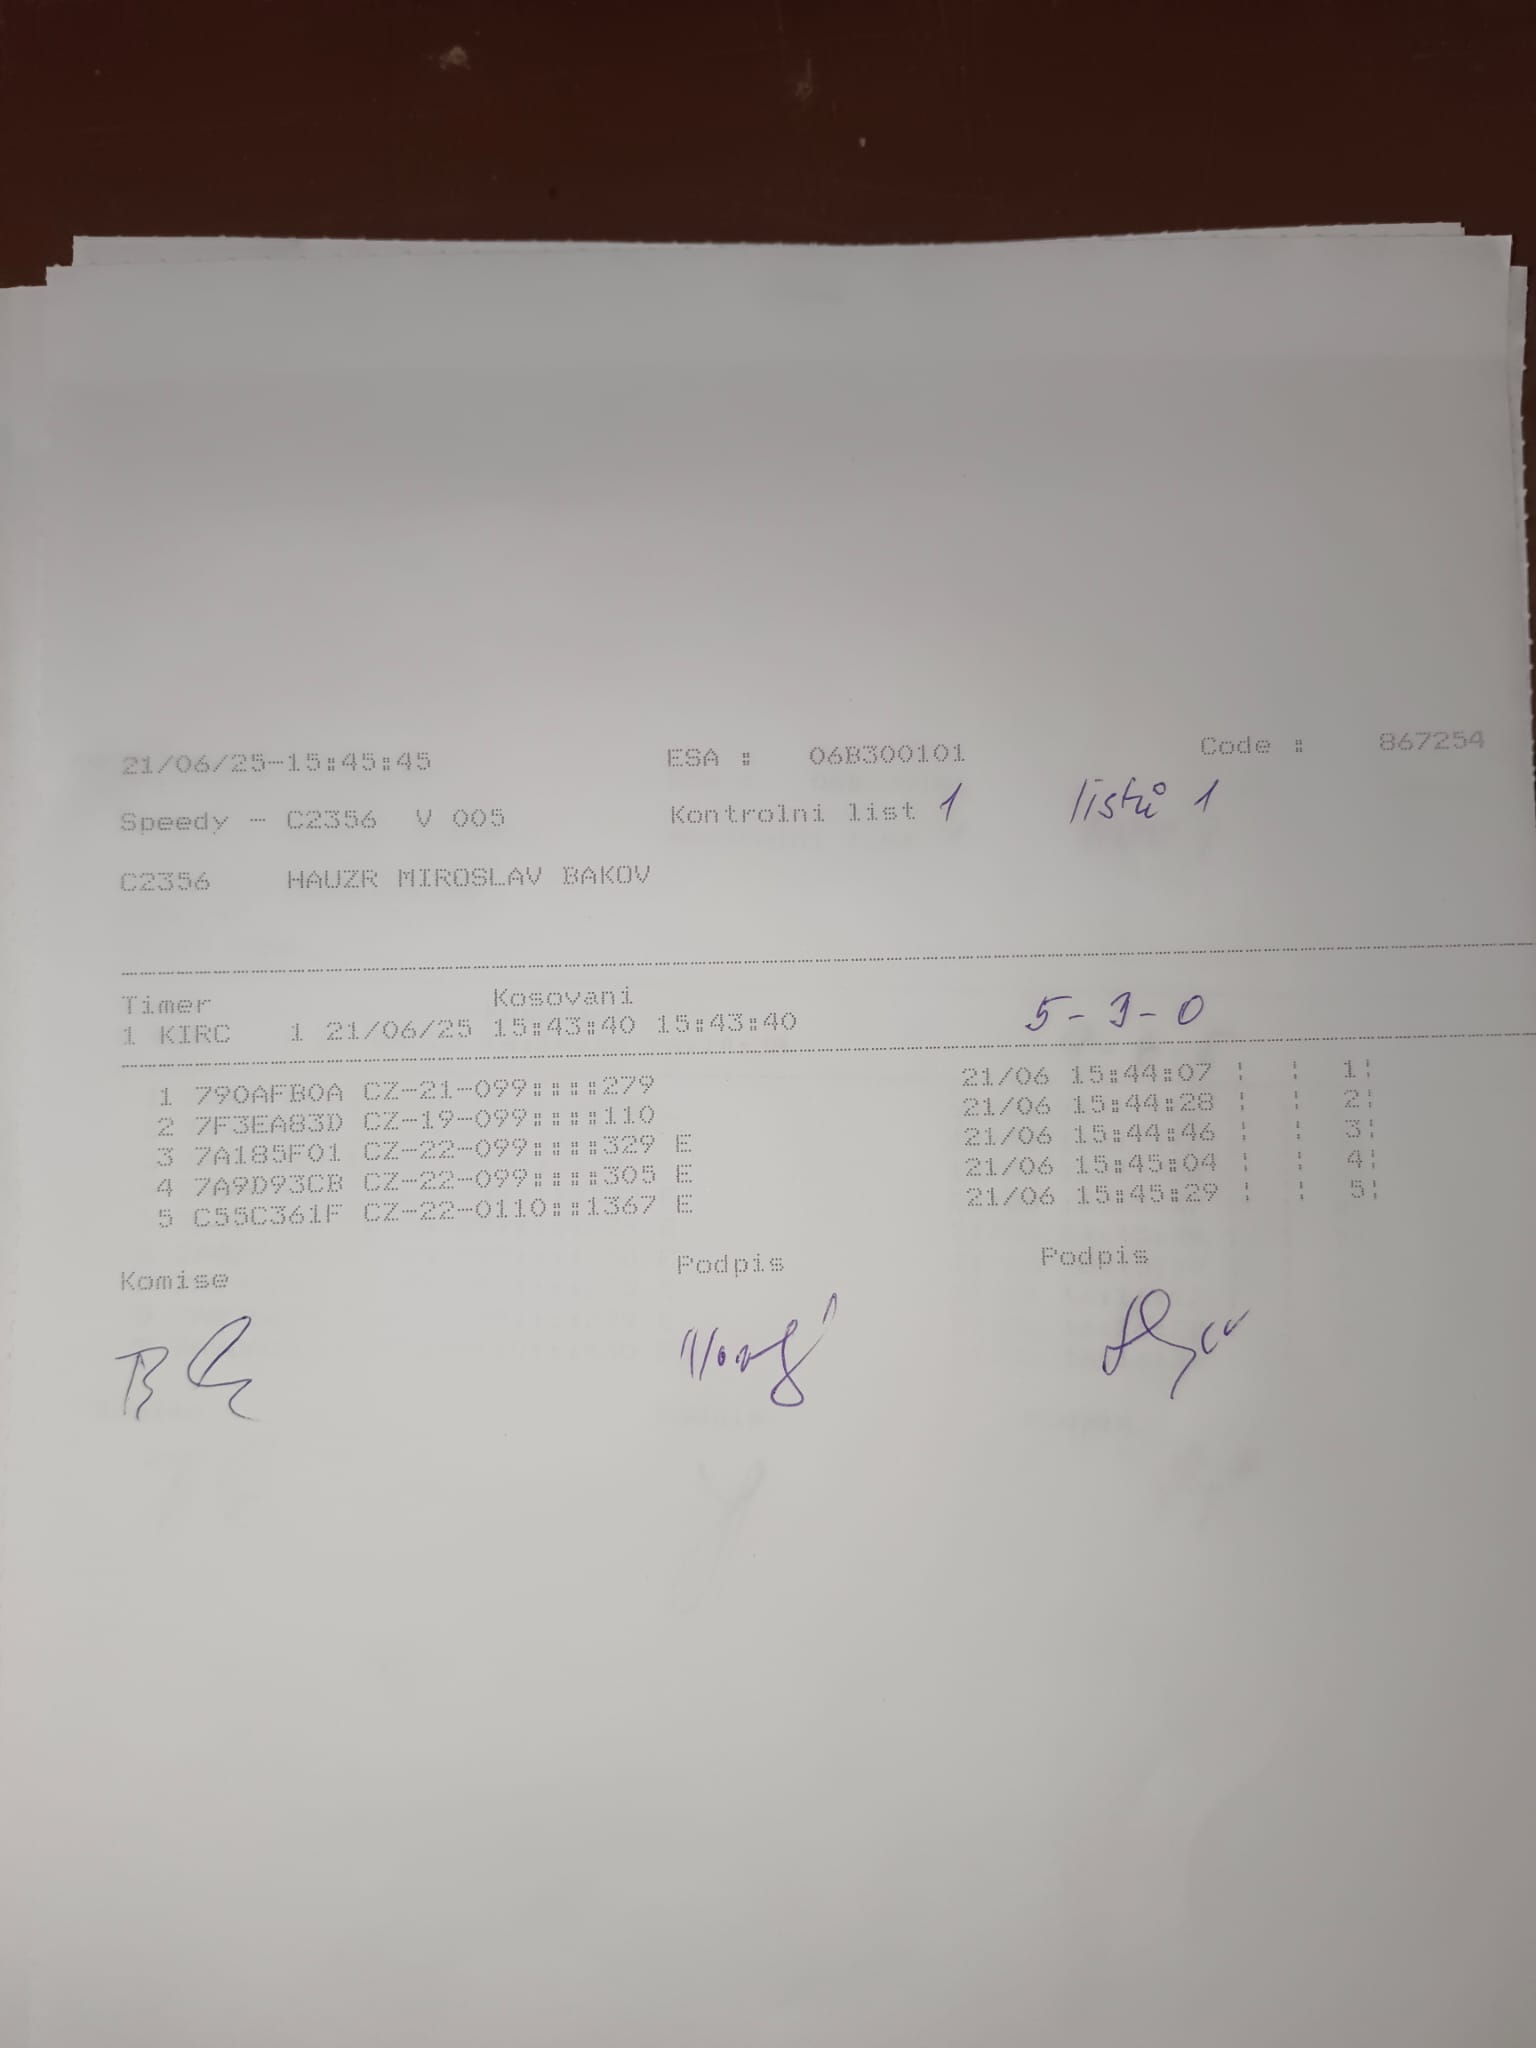 21/06/25-15:45:45 ESA : 06B300101 Code : 867254
Speedy - C2356 V 005 Kontrolni list 1 listů 1
C2356 HAUZR MIROSLAV BAKOV
Timer Kosovani
1 KIRC 1 21/06/25 15:43:40 15:43:40 5-3-0
1 790AFB0A CZ-21-099::::279 21/06 15:44:07 ¦ ¦ 1¦
2 7F3EA83D CZ-19-099::::110 21/06 15:44:28 ¦ ¦ 2¦
3 7A185F01 CZ-22-099::::329 E 21/06 15:44:46 ¦ ¦ 3¦
4 7A9D93CB CZ-22-099::::305 E 21/06 15:45:04 ¦ ¦ 4¦
5 C55C361F CZ-22-0110::1367 E 21/06 15:45:29 ¦ ¦ 5¦
Komise Podpis Podpis